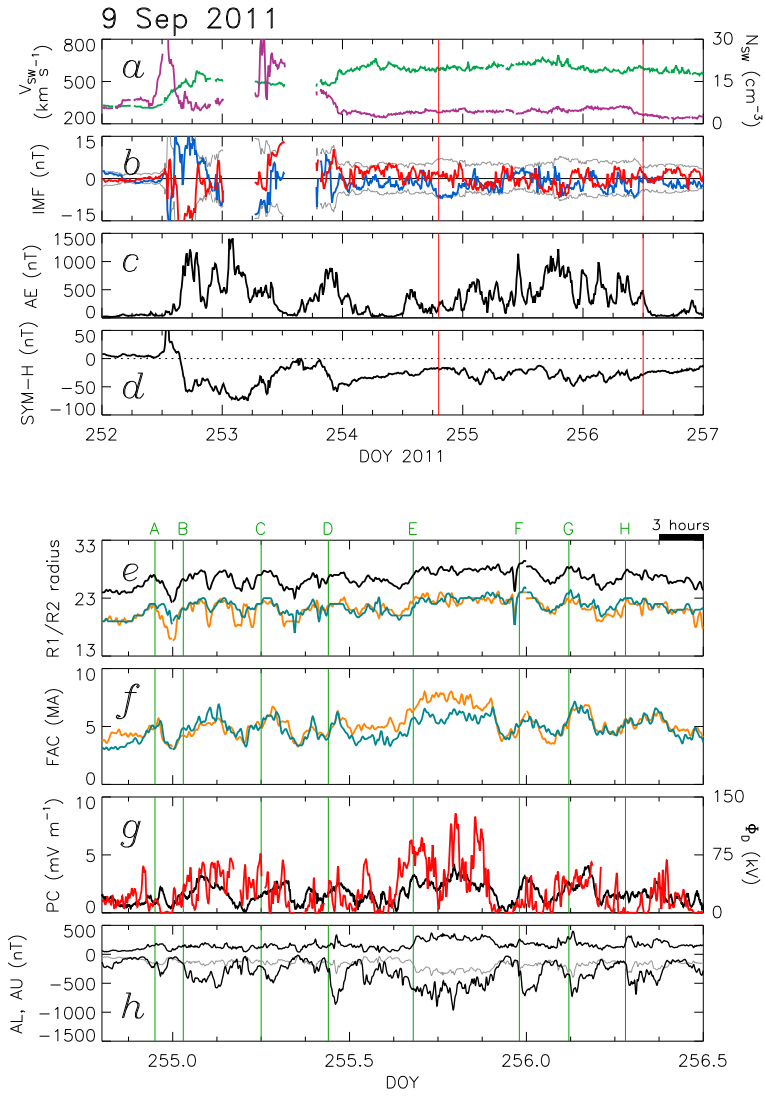 9 Sep 2011
800
500
200
V_SW (km s⁻¹)
a
30
15
0
N_SW (cm⁻³)
15
0
−15
IMF (nT)
b
1500
1000
500
0
AE (nT)
c
50
0
−50
−100
SYM−H (nT)
d
252 253 254 255 256 257
DOY 2011
A B C D E F G H
3 hours
33
23
13
R1/R2 radius
e
10
5
0
FAC (MA)
f
10
5
0
PC (mV m⁻¹)
g
150
75
0
Φ_D (kV)
500
0
−500
−1000
−1500
AL, AU (nT)
h
255.0 255.5 256.0 256.5
DOY